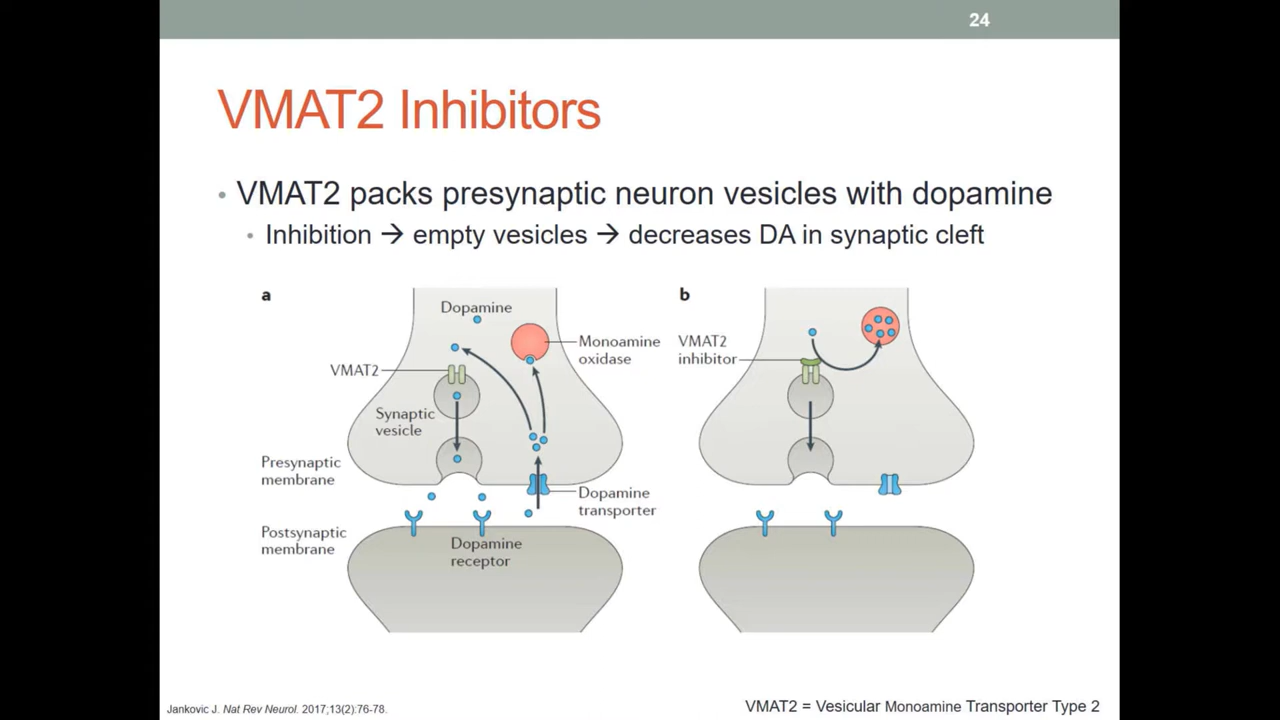 24
VMAT2 Inhibitors
• VMAT2 packs presynaptic neuron vesicles with dopamine
• Inhibition → empty vesicles → decreases DA in synaptic cleft
a
Dopamine
Monoamine
oxidase
VMAT2
Synaptic
vesicle
Presynaptic
membrane
Dopamine
transporter
Postsynaptic
membrane
Dopamine
receptor
b
VMAT2
inhibitor
Jankovic J. Nat Rev Neurol. 2017;13(2):76-78.
VMAT2 = Vesicular Monoamine Transporter Type 2